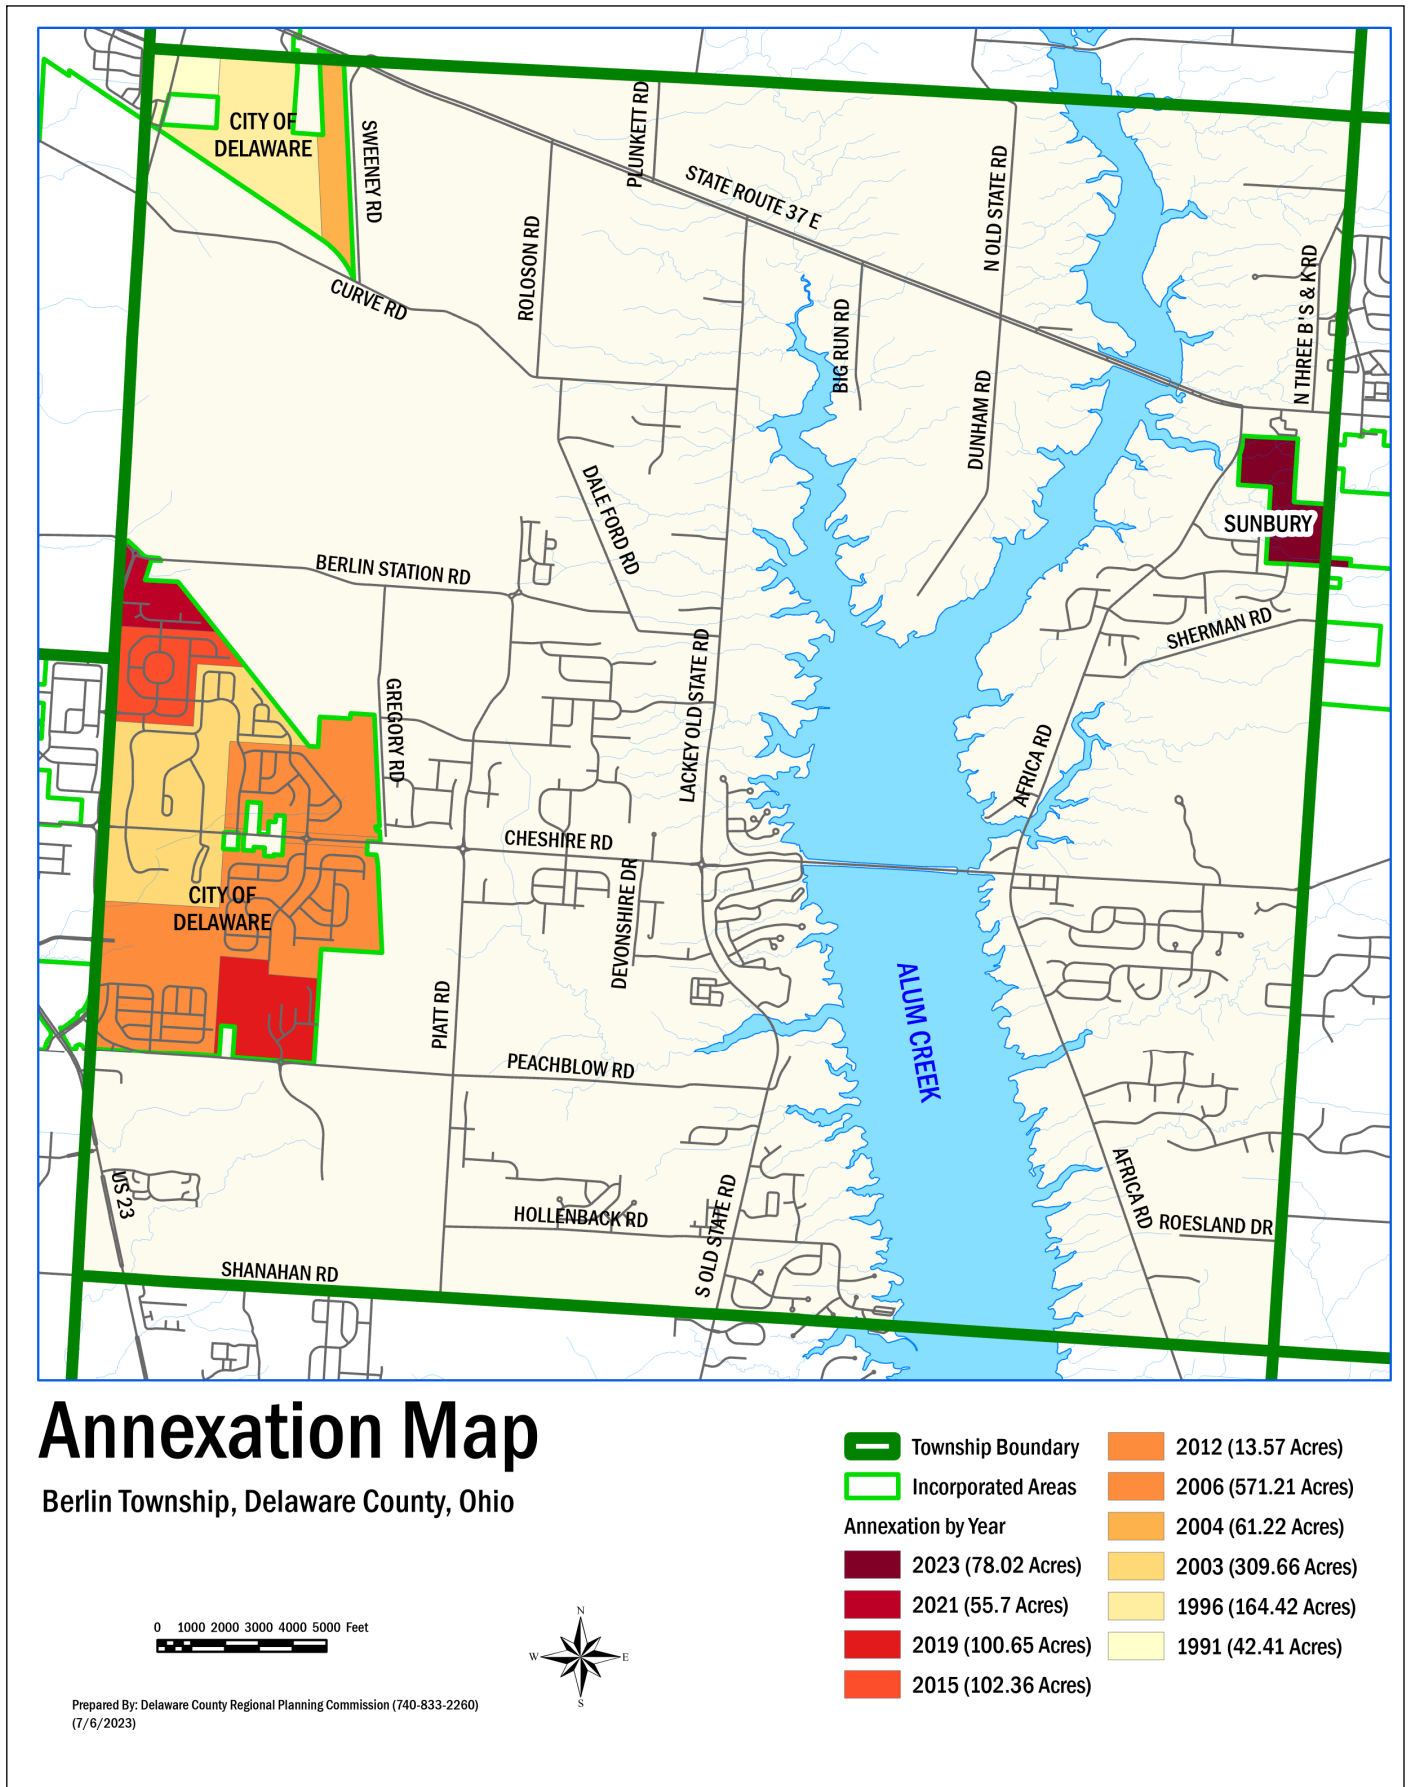 CITY OF
DELAWARE
SWEENEY RD
PLUNKETT RD
STATE ROUTE 37 E
N OLD STATE RD
ROLOSON RD
CURVE RD
BIG RUN RD
N THREE B'S & K RD
DUNHAM RD
DALE FORD RD
SUNBURY
BERLIN STATION RD
SHERMAN RD
LACKEY OLD STATE RD
GREGORY RD
AFRICA RD
CHESHIRE RD
DEVONSHIRE DR
CITY OF
DELAWARE
ALUM CREEK
PIATT RD
PEACHBLOW RD
US 23
AFRICA RD
S OLD STATE RD
HOLLENBACK RD
ROESLAND DR
SHANAHAN RD
Annexation Map
Berlin Township, Delaware County, Ohio
Township Boundary
Incorporated Areas
Annexation by Year
2023 (78.02 Acres)
2021 (55.7 Acres)
2019 (100.65 Acres)
2015 (102.36 Acres)
2012 (13.57 Acres)
2006 (571.21 Acres)
2004 (61.22 Acres)
2003 (309.66 Acres)
1996 (164.42 Acres)
1991 (42.41 Acres)
0 1000 2000 3000 4000 5000 Feet
N
W E
S
Prepared By: Delaware County Regional Planning Commission (740-833-2260)
(7/6/2023)